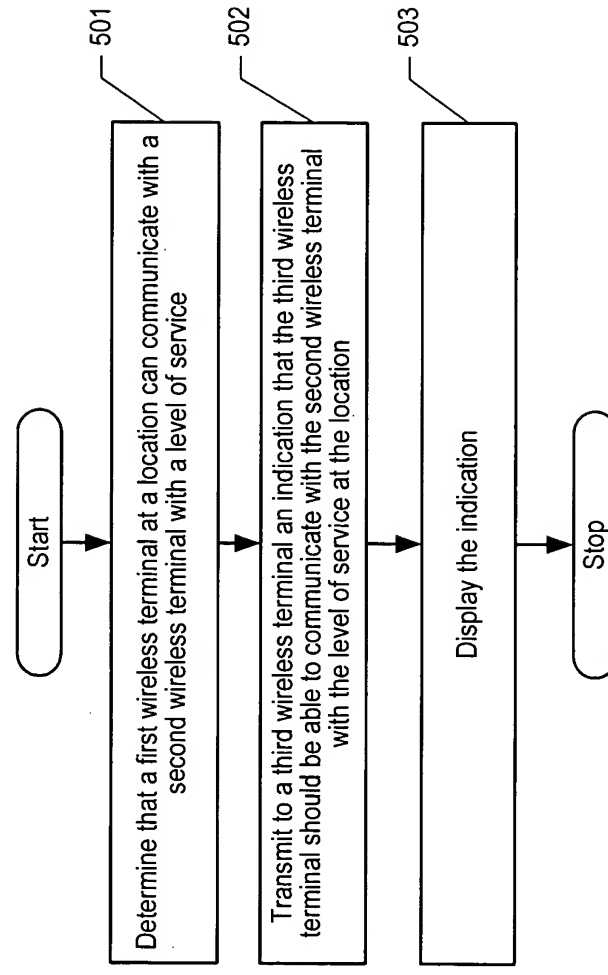 Start
501
Determine that a first wireless terminal at a location can communicate with a
second wireless terminal with a level of service
502
Transmit to a third wireless terminal an indication that the third wireless
terminal should be able to communicate with the second wireless terminal
with the level of service at the location
503
Display the indication
Stop